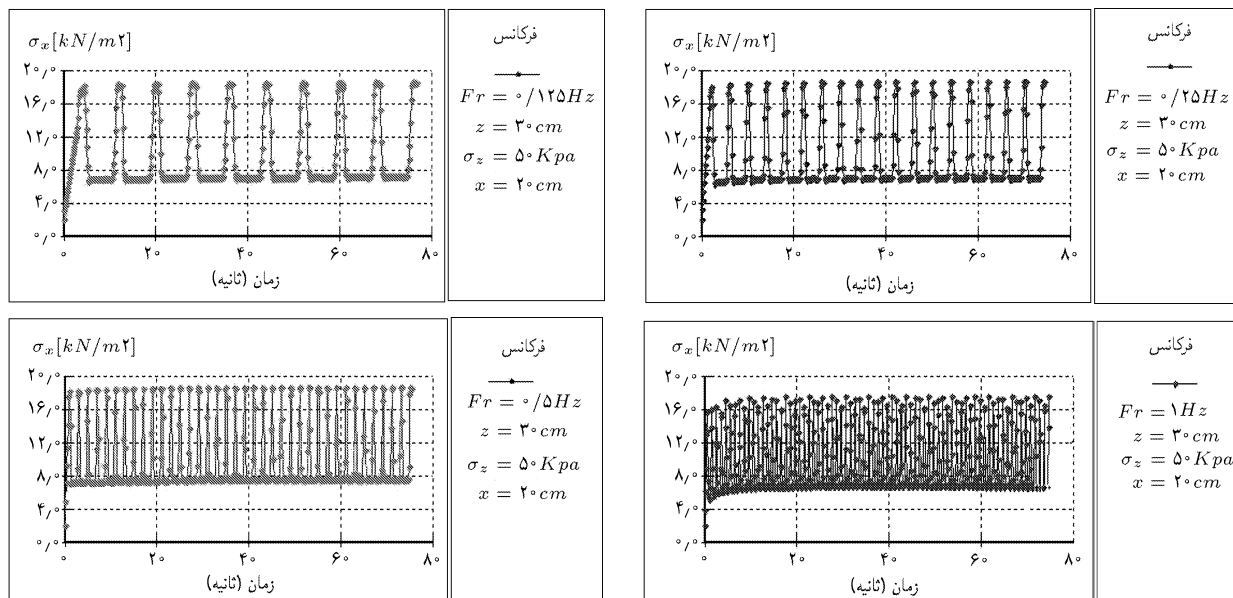 σx[kN/m۲]
۲۰٫۰
۱۶٫۰
۱۲٫۰
۸٫۰
۴٫۰
۰٫۰
۰ ۲۰ ۴۰ ۶۰ ۸۰
زمان (ثانیه)
فرکانس
Fr = ۰/۱۲۵Hz
z = ۳۰cm
σz = ۵۰Kpa
x = ۲۰cm
σx[kN/m۲]
۲۰٫۰
۱۶٫۰
۱۲٫۰
۸٫۰
۴٫۰
۰٫۰
۰ ۲۰ ۴۰ ۶۰ ۸۰
زمان (ثانیه)
فرکانس
Fr = ۰/۲۵Hz
z = ۳۰cm
σz = ۵۰Kpa
x = ۲۰cm
σx[kN/m۲]
۲۰٫۰
۱۶٫۰
۱۲٫۰
۸٫۰
۴٫۰
۰٫۰
۰ ۲۰ ۴۰ ۶۰ ۸۰
زمان (ثانیه)
فرکانس
Fr = ۰/۵Hz
z = ۳۰cm
σz = ۵۰Kpa
x = ۲۰cm
σx[kN/m۲]
۲۰٫۰
۱۶٫۰
۱۲٫۰
۸٫۰
۴٫۰
۰٫۰
۰ ۲۰ ۴۰ ۶۰ ۸۰
زمان (ثانیه)
فرکانس
Fr = ۱Hz
z = ۳۰cm
σz = ۵۰Kpa
x = ۲۰cm